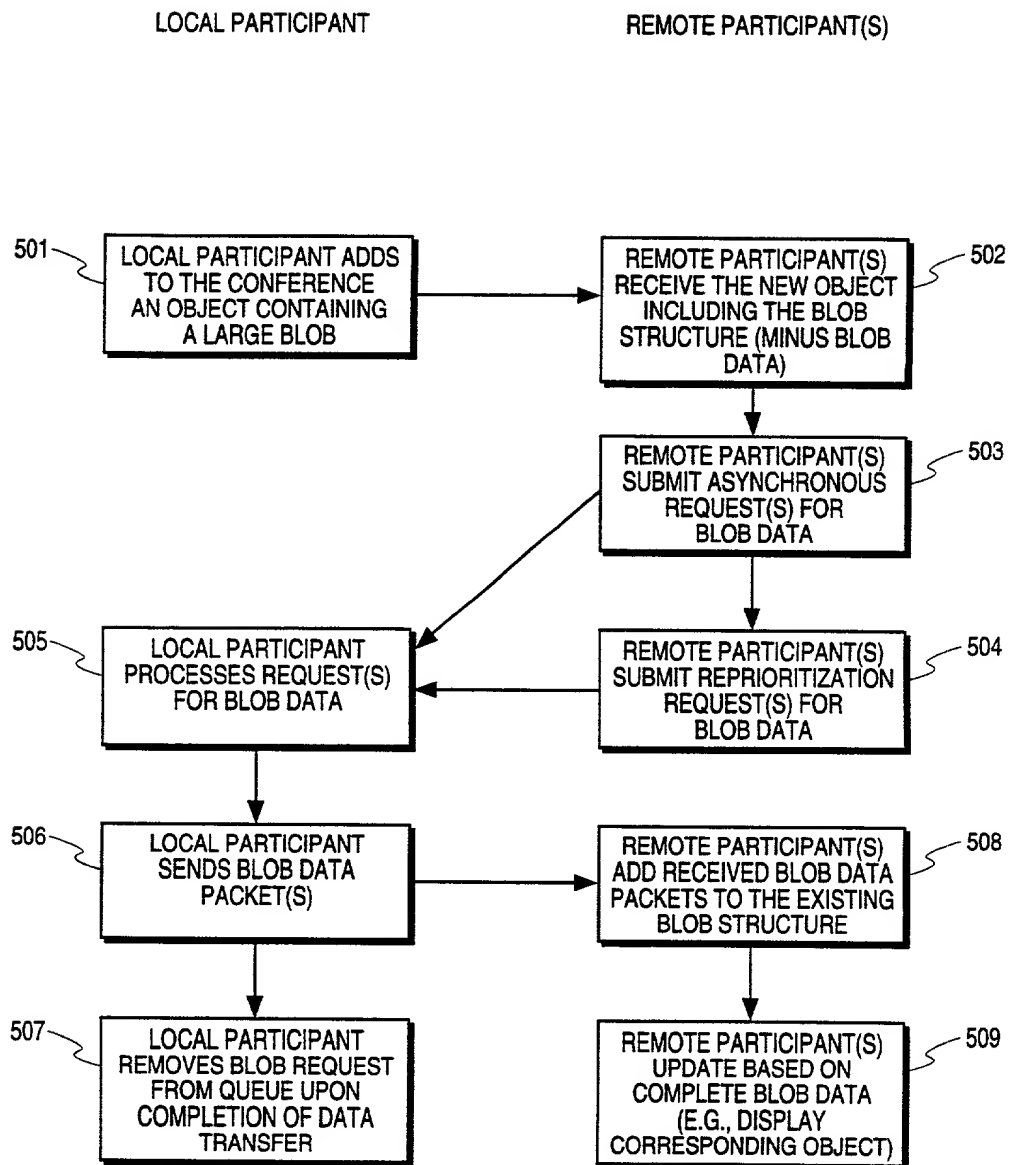 LOCAL PARTICIPANT
REMOTE PARTICIPANT(S)
501
LOCAL PARTICIPANT ADDS
TO THE CONFERENCE
AN OBJECT CONTAINING
A LARGE BLOB
REMOTE PARTICIPANT(S)
RECEIVE THE NEW OBJECT
INCLUDING THE BLOB
STRUCTURE (MINUS BLOB
DATA)
502
REMOTE PARTICIPANT(S)
SUBMIT ASYNCHRONOUS
REQUEST(S) FOR
BLOB DATA
503
505
LOCAL PARTICIPANT
PROCESSES REQUEST(S)
FOR BLOB DATA
REMOTE PARTICIPANT(S)
SUBMIT REPRIORITIZATION
REQUEST(S) FOR
BLOB DATA
504
506
LOCAL PARTICIPANT
SENDS BLOB DATA
PACKET(S)
REMOTE PARTICIPANT(S)
ADD RECEIVED BLOB DATA
PACKETS TO THE EXISTING
BLOB STRUCTURE
508
507
LOCAL PARTICIPANT
REMOVES BLOB REQUEST
FROM QUEUE UPON
COMPLETION OF DATA
TRANSFER
REMOTE PARTICIPANT(S)
UPDATE BASED ON
COMPLETE BLOB DATA
(E.G., DISPLAY
CORRESPONDING OBJECT)
509